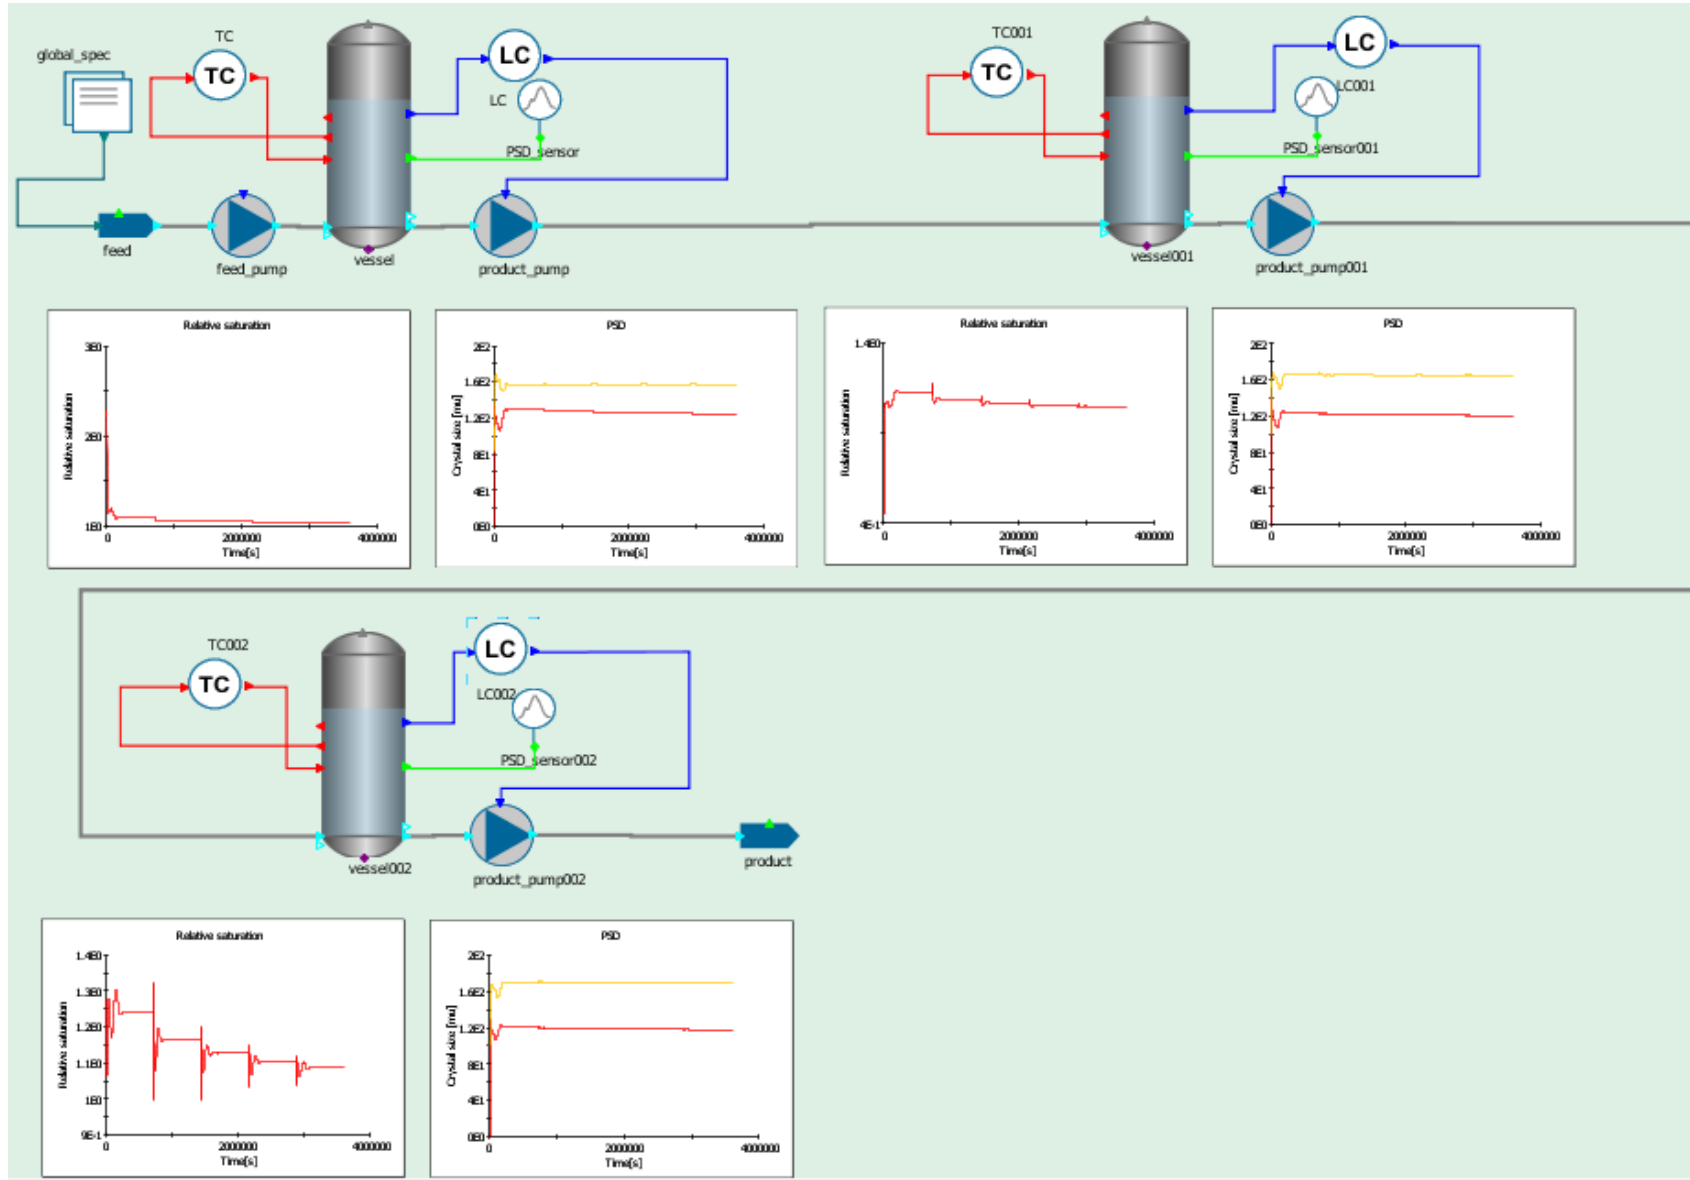 global_spec
TC
TC
LC
LC
PSD_sensor
feed
feed_pump
vessel
product_pump
TC001
TC
LC
LC001
PSD_sensor001
vessel001
product_pump001
Relative saturation
Relative saturation
3E0
2E0
1E0
0
2000000
4000000
Time[s]
PSD
Crystal size [mu]
2E2
1.6E2
1.2E2
8E1
4E1
0E0
0
2000000
4000000
Time[s]
Relative saturation
Relative saturation
1.4E0
4E-1
0
2000000
4000000
Time[s]
PSD
Crystal size [mu]
2E2
1.6E2
1.2E2
8E1
4E1
0E0
0
2000000
4000000
Time[s]
TC002
TC
LC
LC002
PSD_sensor002
vessel002
product_pump002
product
Relative saturation
Relative saturation
1.4E0
1.3E0
1.2E0
1.1E0
1E0
9E-1
0
2000000
4000000
Time[s]
PSD
Crystal size [mu]
2E2
1.6E2
1.2E2
8E1
4E1
0E0
0
2000000
4000000
Time[s]